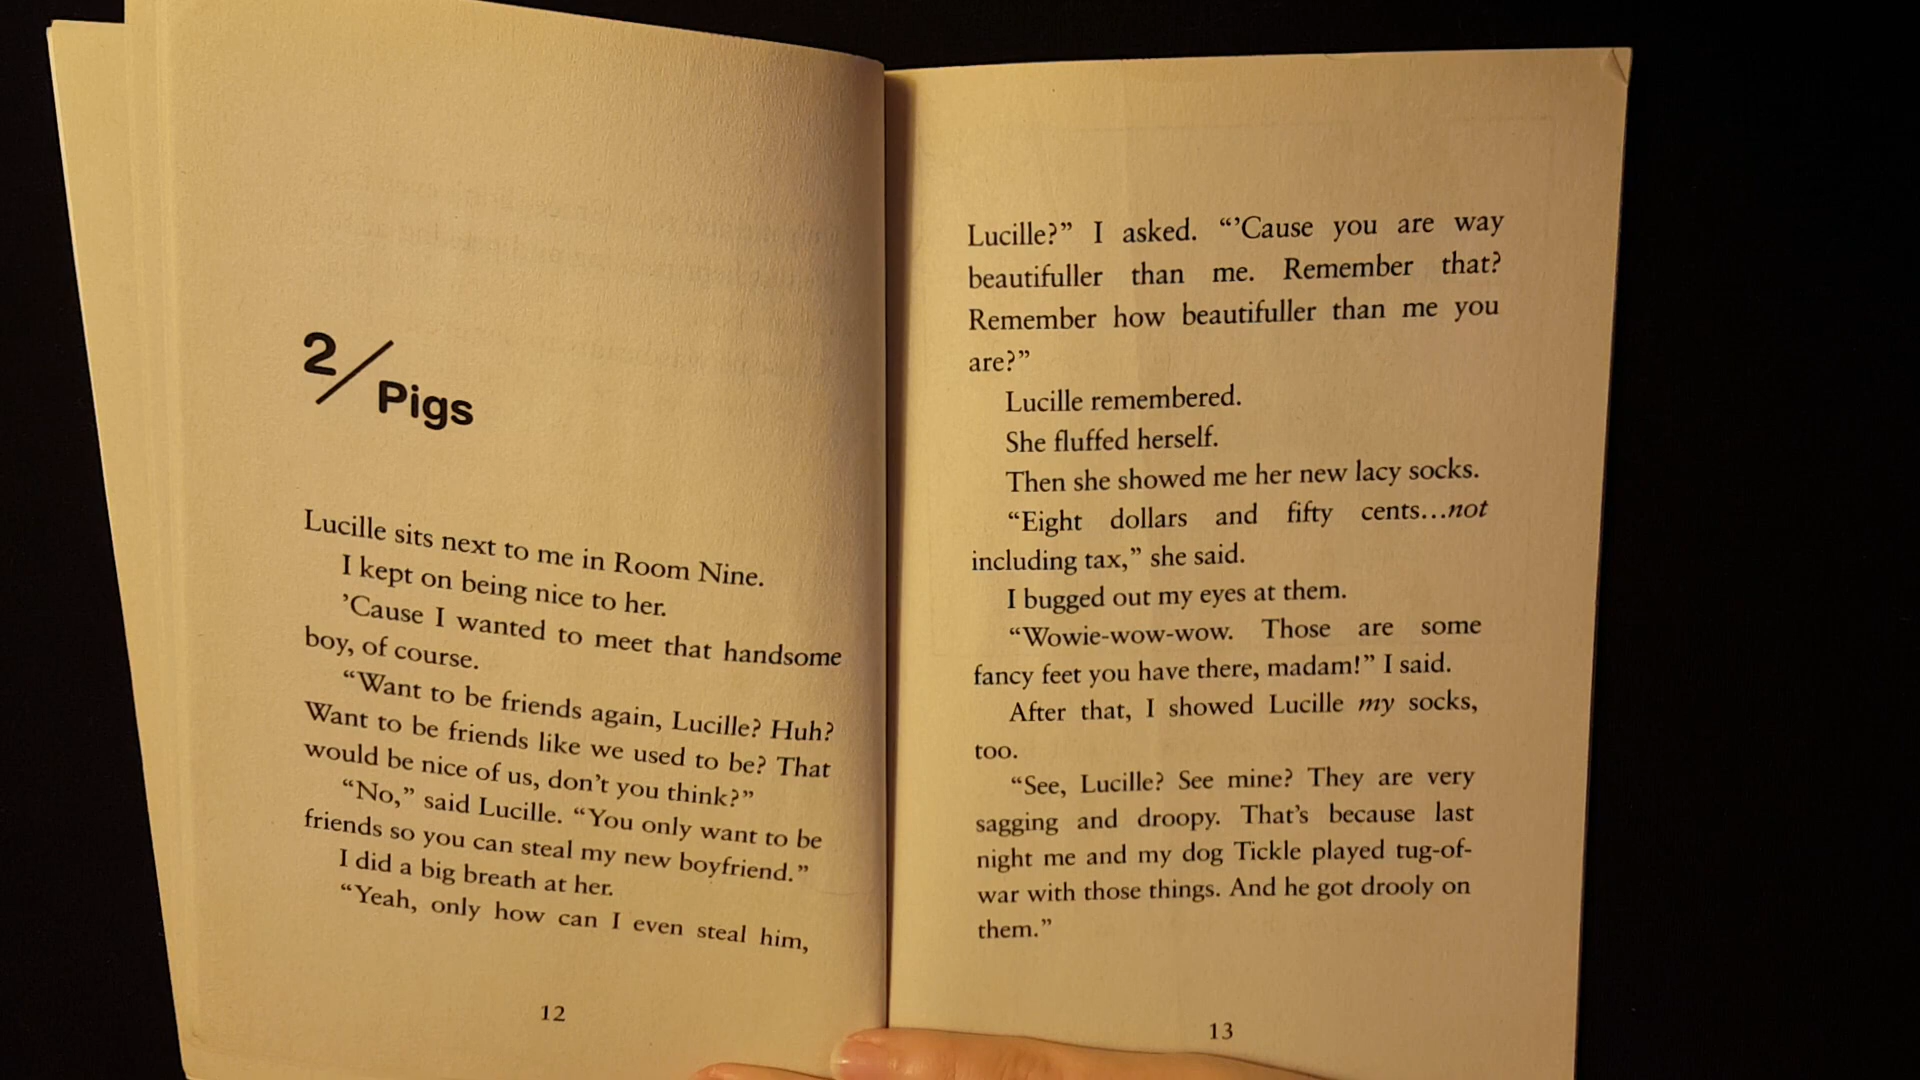 2/
Pigs
Lucille sits next to me in Room Nine.
I kept on being nice to her.
’Cause I wanted to meet that handsome
boy, of course.
“Want to be friends again, Lucille? Huh?
Want to be friends like we used to be? That
would be nice of us, don’t you think?”
“No,” said Lucille. “You only want to be
friends so you can steal my new boyfriend.”
I did a big breath at her.
“Yeah, only how can I even steal him,
12
Lucille?” I asked. “’Cause you are way
beautifuller than me. Remember that?
Remember how beautifuller than me you
are?”
Lucille remembered.
She fluffed herself.
Then she showed me her new lacy socks.
“Eight dollars and fifty cents...not
including tax,” she said.
I bugged out my eyes at them.
“Wowie-wow-wow. Those are some
fancy feet you have there, madam!” I said.
After that, I showed Lucille my socks,
too.
“See, Lucille? See mine? They are very
sagging and droopy. That’s because last
night me and my dog Tickle played tug-of-
war with those things. And he got drooly on
them.”
13